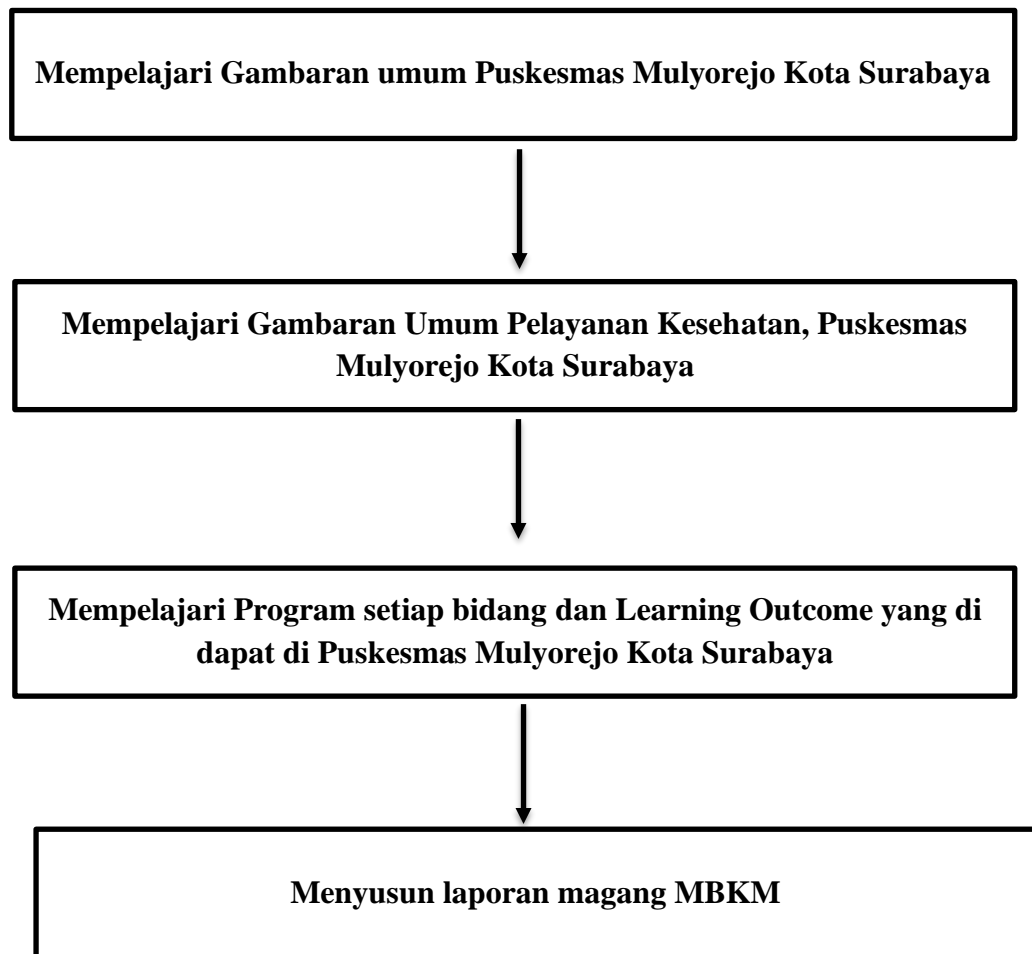 Mempelajari Gambaran umum Puskesmas Mulyorejo Kota Surabaya
Mempelajari Gambaran Umum Pelayanan Kesehatan, Puskesmas
Mulyorejo Kota Surabaya
Mempelajari Program setiap bidang dan Learning Outcome yang di
dapat di Puskesmas Mulyorejo Kota Surabaya
Menyusun laporan magang MBKM